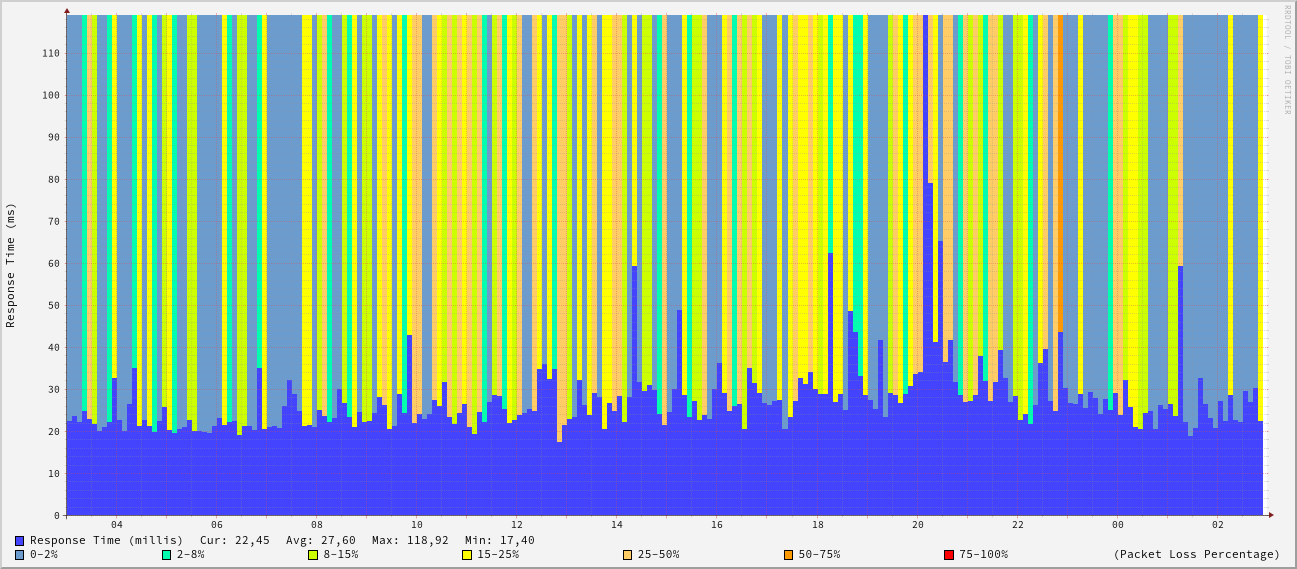 RRDTOOL / TOBI OETIKER
Response Time (ms)
110
100
90
80
70
60
50
40
30
20
10
0
04 06 08 10 12 14 16 18 20 22 00 02
Response Time (millis) Cur: 22,45 Avg: 27,60 Max: 118,92 Min: 17,40
0-2% 2-8% 8-15% 15-25% 25-50% 50-75% 75-100% (Packet Loss Percentage)